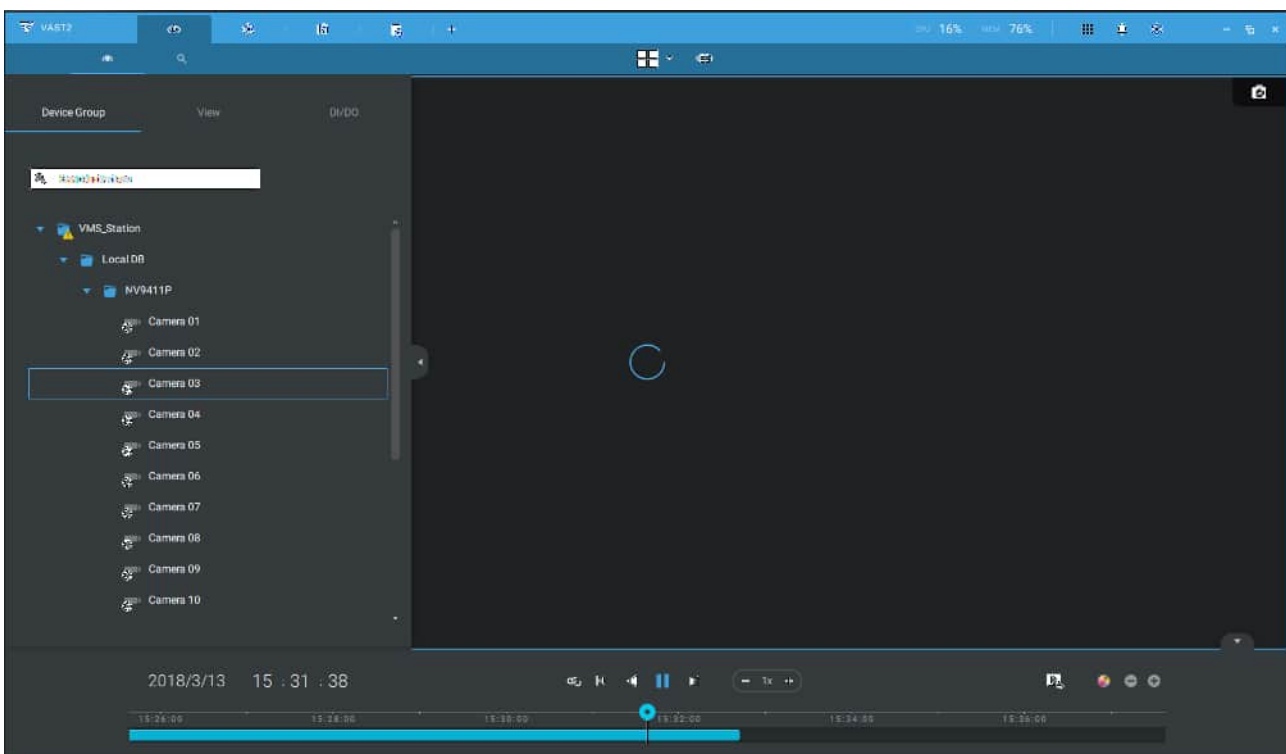 VAST2
16%
76%
Device Group
View
DI/DO
VMS_Station
Local DB
NV9411P
Camera 01
Camera 02
Camera 03
Camera 04
Camera 05
Camera 06
Camera 07
Camera 08
Camera 09
Camera 10
2018/3/13 15 : 31 : 38
1x
15:26:00 15:28:00 15:30:00 15:32:00 15:34:00 15:36:00